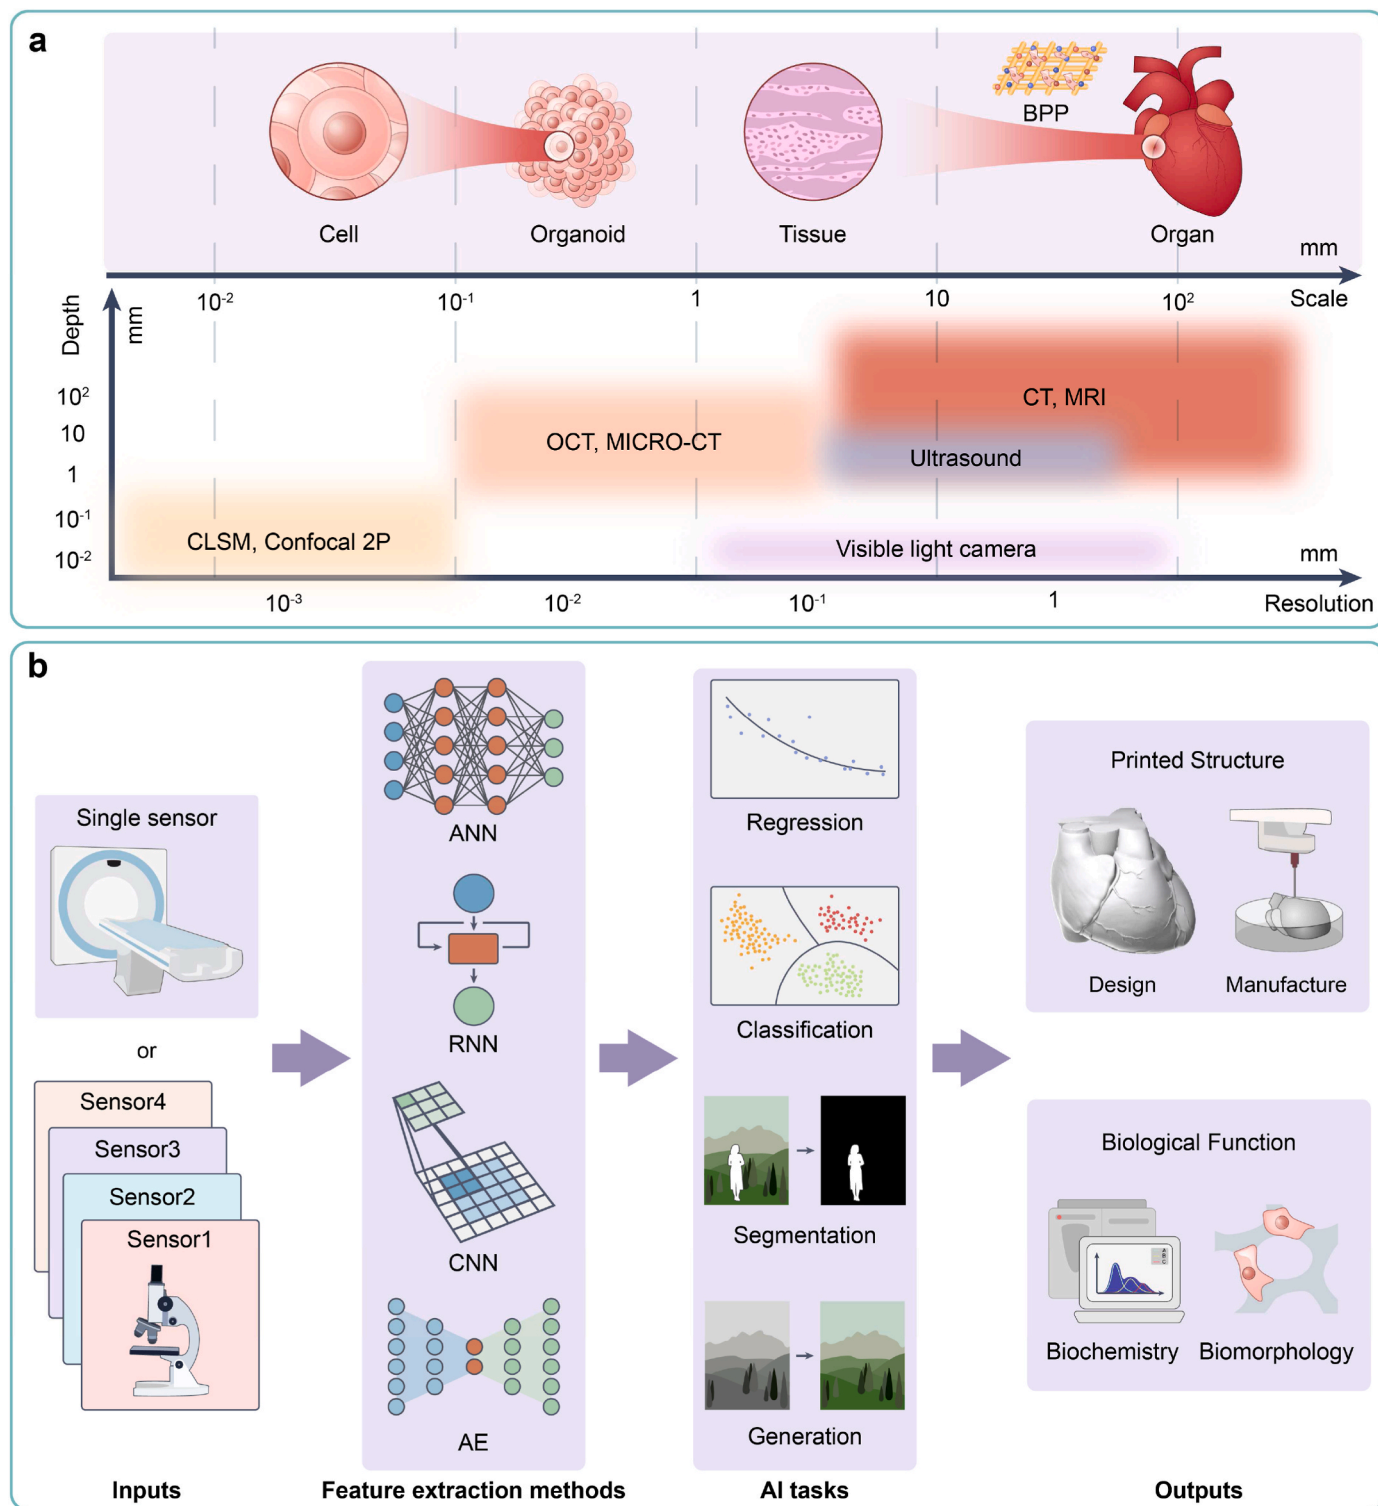 a
BPP
Cell
Organoid
Tissue
Organ
mm
10⁻²
10⁻¹
1
10
10²
Scale
Depth
mm
10²
10
1
10⁻¹
10⁻²
CT, MRI
OCT, MICRO-CT
Ultrasound
CLSM, Confocal 2P
Visible light camera
mm
10⁻³
10⁻²
10⁻¹
1
Resolution
b
Single sensor
or
Sensor4
Sensor3
Sensor2
Sensor1
Inputs
ANN
RNN
CNN
AE
Feature extraction methods
Regression
Classification
Segmentation
Generation
AI tasks
Printed Structure
Design
Manufacture
Biological Function
A
B
C
Biochemistry
Biomorphology
Outputs